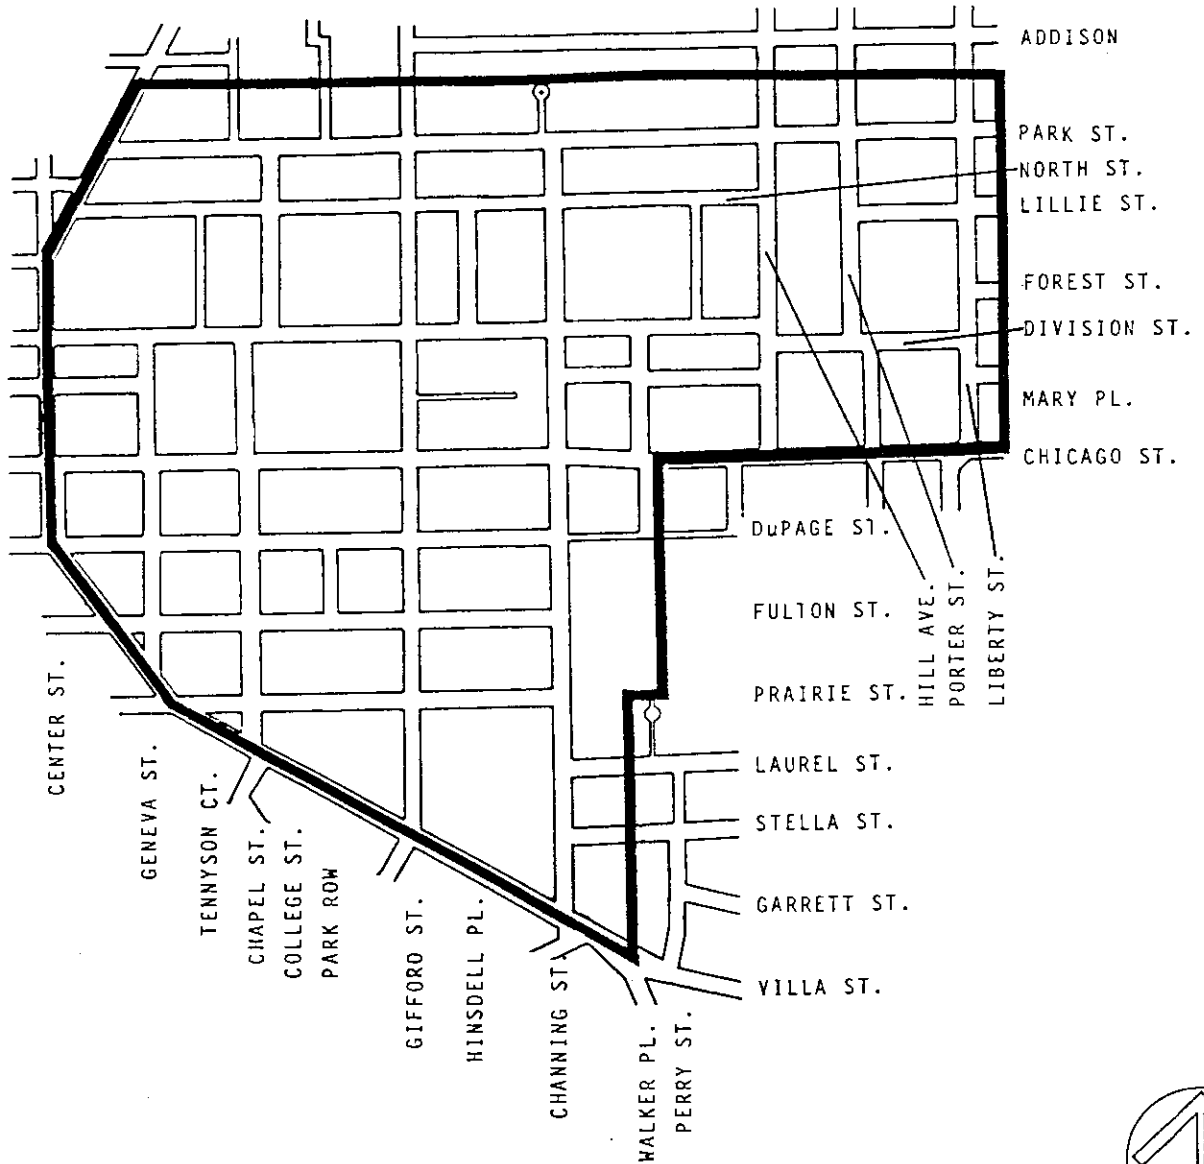 ADDISON
PARK ST.
NORTH ST.
LILLIE ST.
FOREST ST.
DIVISION ST.
MARY PL.
CHICAGO ST.
DuPAGE ST.
FULTON ST.
PRAIRIE ST.
LAUREL ST.
STELLA ST.
GARRETT ST.
VILLA ST.
HILL AVE.
PORTER ST.
LIBERTY ST.
CENTER ST.
GENEVA ST.
TENNYSON CT.
CHAPEL ST.
COLLEGE ST.
PARK ROW
GIFFORD ST.
HINSDELL PL.
CHANNING ST.
WALKER PL.
PERRY ST.